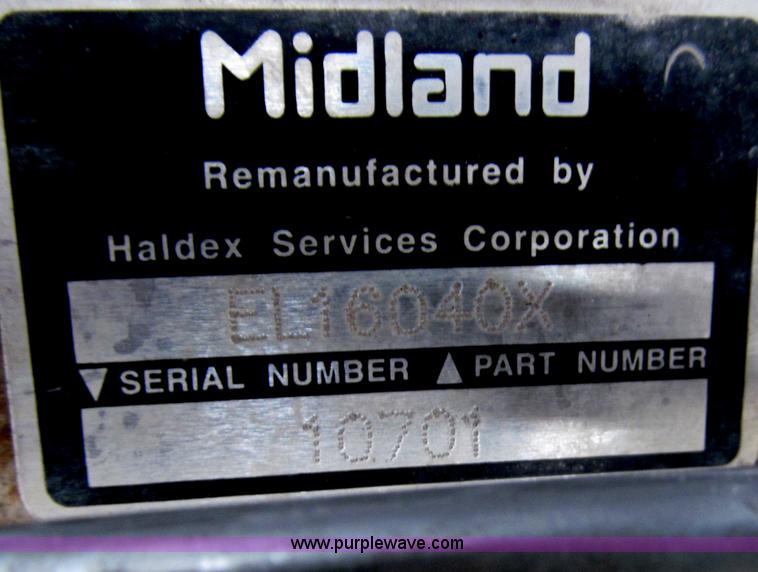 Midland
Remanufactured by
Haldex Services Corporation
EL16040X
▼ SERIAL NUMBER ▲ PART NUMBER
10701
www.purplewave.com